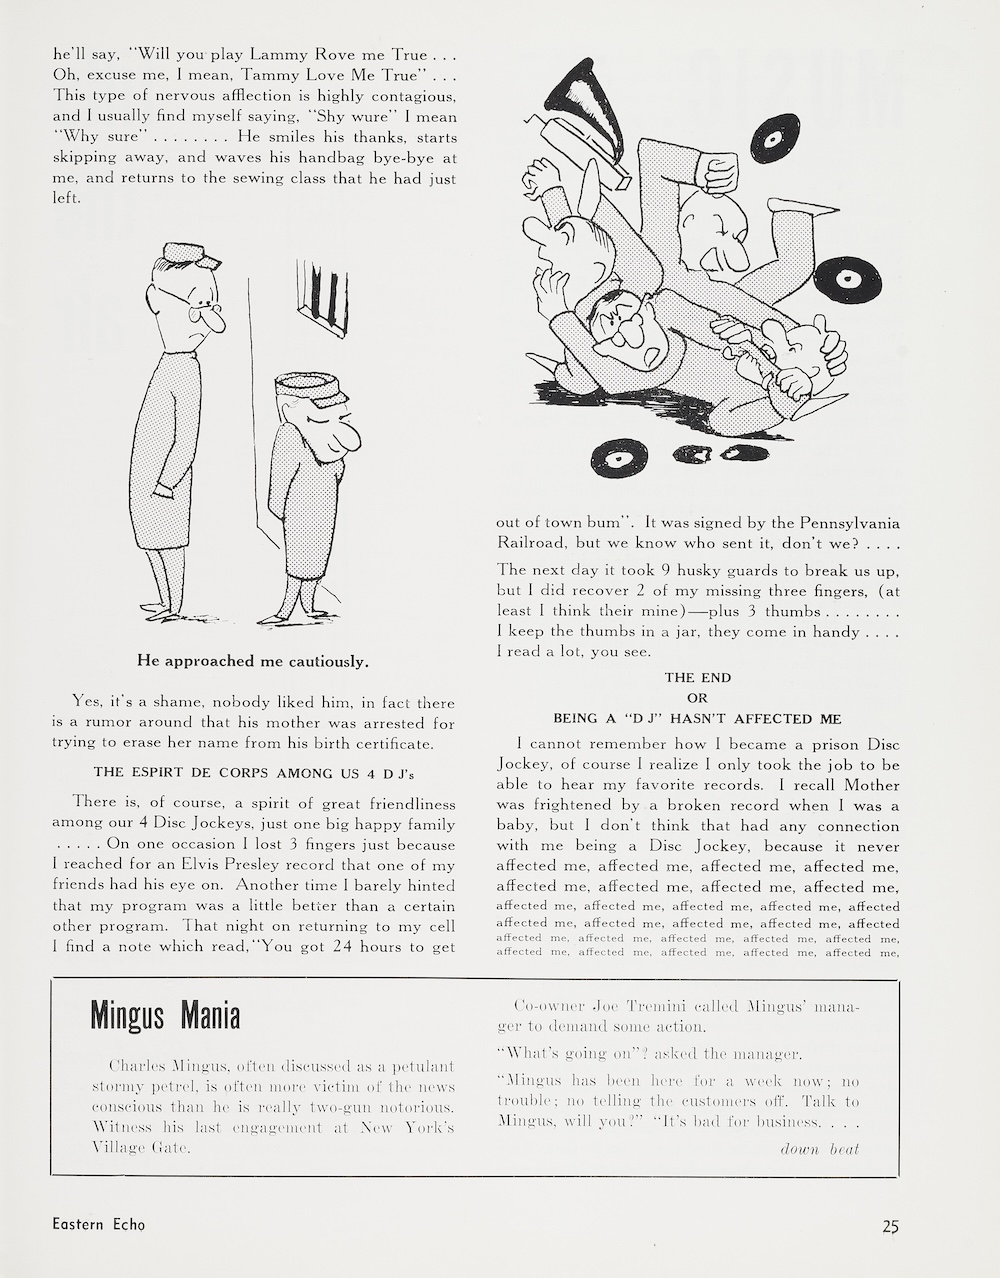 he'll say, "Will you play Lammy Rove me True . . .
Oh, excuse me, I mean, Tammy Love Me True" . . .
This type of nervous afflection is highly contagious,
and I usually find myself saying, "Shy wure" I mean
"Why sure" . . . . . . . . He smiles his thanks, starts
skipping away, and waves his handbag bye-bye at
me, and returns to the sewing class that he had just
left.
He approached me cautiously.
Yes, it's a shame, nobody liked him, in fact there
is a rumor around that his mother was arrested for
trying to erase her name from his birth certificate.
THE ESPIRT DE CORPS AMONG US 4 D J's
There is, of course, a spirit of great friendliness
among our 4 Disc Jockeys, just one big happy family
. . . . . On one occasion I lost 3 fingers just because
I reached for an Elvis Presley record that one of my
friends had his eye on. Another time I barely hinted
that my program was a little better than a certain
other program. That night on returning to my cell
I find a note which read,"You got 24 hours to get
out of town bum". It was signed by the Pennsylvania
Railroad, but we know who sent it, don't we? . . . .
The next day it took 9 husky guards to break us up,
but I did recover 2 of my missing three fingers, (at
least I think their mine)—plus 3 thumbs . . . . . . . .
I keep the thumbs in a jar, they come in handy . . . .
I read a lot, you see.
THE END
OR
BEING A "D J" HASN'T AFFECTED ME
I cannot remember how I became a prison Disc
Jockey, of course I realize I only took the job to be
able to hear my favorite records. I recall Mother
was frightened by a broken record when I was a
baby, but I don't think that had any connection
with me being a Disc Jockey, because it never
affected me, affected me, affected me, affected me,
affected me, affected me, affected me, affected me,
affected me, affected me, affected me, affected me, affected
affected me, affected me, affected me, affected me, affected
affected me, affected me, affected me, affected me, affected me,
affected me, affected me, affected me, affected me, affected me,
Mingus Mania
Charles Mingus, often discussed as a petulant
stormy petrel, is often more victim of the news
conscious than he is really two-gun notorious.
Witness his last engagement at New York's
Village Gate.
Co-owner Joe Tremini called Mingus' mana-
ger to demand some action.
"What's going on"? asked the manager.
"Mingus has been here for a week now; no
trouble; no telling the customers off. Talk to
Mingus, will you?" "It's bad for business. . . .
down beat
Eastern Echo
25